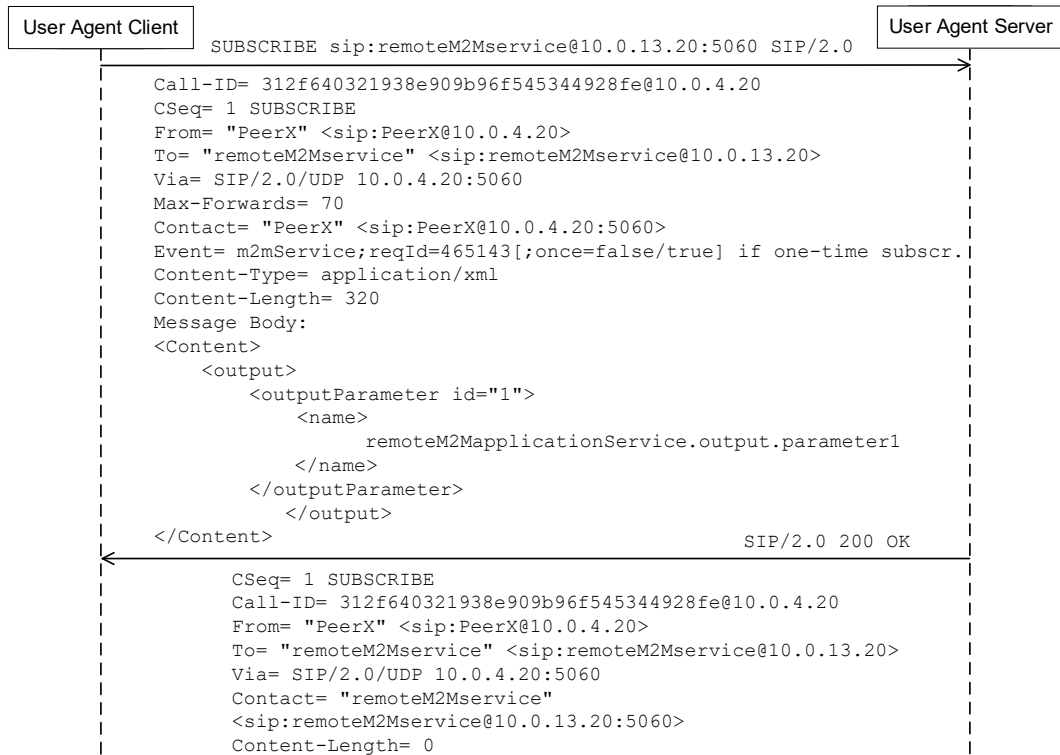 User Agent Client
User Agent Server
SUBSCRIBE sip:remoteM2Mservice@10.0.13.20:5060 SIP/2.0
Call-ID= 312f640321938e909b96f545344928fe@10.0.4.20
CSeq= 1 SUBSCRIBE
From= "PeerX" <sip:PeerX@10.0.4.20>
To= "remoteM2Mservice" <sip:remoteM2Mservice@10.0.13.20>
Via= SIP/2.0/UDP 10.0.4.20:5060
Max-Forwards= 70
Contact= "PeerX" <sip:PeerX@10.0.4.20:5060>
Event= m2mService;reqId=465143[;once=false/true] if one-time subscr.
Content-Type= application/xml
Content-Length= 320
Message Body:
<Content>
<output>
<outputParameter id="1">
<name>
remoteM2MapplicationService.output.parameter1
</name>
</outputParameter>
</output>
</Content>
SIP/2.0 200 OK
CSeq= 1 SUBSCRIBE
Call-ID= 312f640321938e909b96f545344928fe@10.0.4.20
From= "PeerX" <sip:PeerX@10.0.4.20>
To= "remoteM2Mservice" <sip:remoteM2Mservice@10.0.13.20>
Via= SIP/2.0/UDP 10.0.4.20:5060
Contact= "remoteM2Mservice"
<sip:remoteM2Mservice@10.0.13.20:5060>
Content-Length= 0